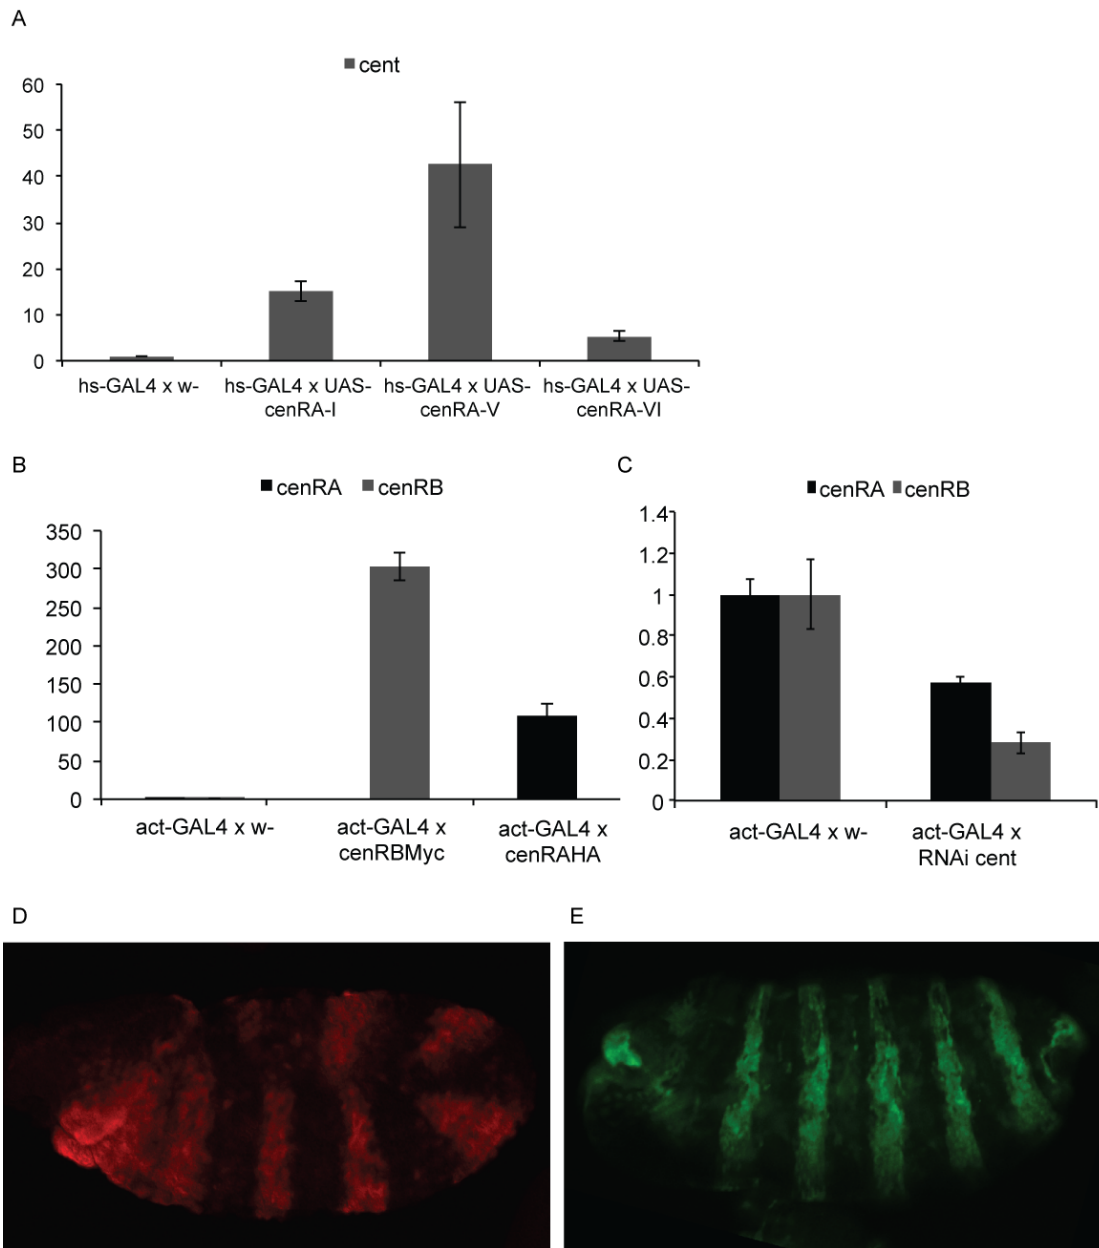 A
cent
60
50
40
30
20
10
0
hs-GAL4 x w-
hs-GAL4 x UAS-
cenRA-I
hs-GAL4 x UAS-
cenRA-V
hs-GAL4 x UAS-
cenRA-VI
B
cenRA cenRB
350
300
250
200
150
100
50
0
act-GAL4 x w-
act-GAL4 x
cenRBMyc
act-GAL4 x
cenRAHA
C
cenRA cenRB
1.4
1.2
1
0.8
0.6
0.4
0.2
0
act-GAL4 x w-
act-GAL4 x
RNAi cent
D
E